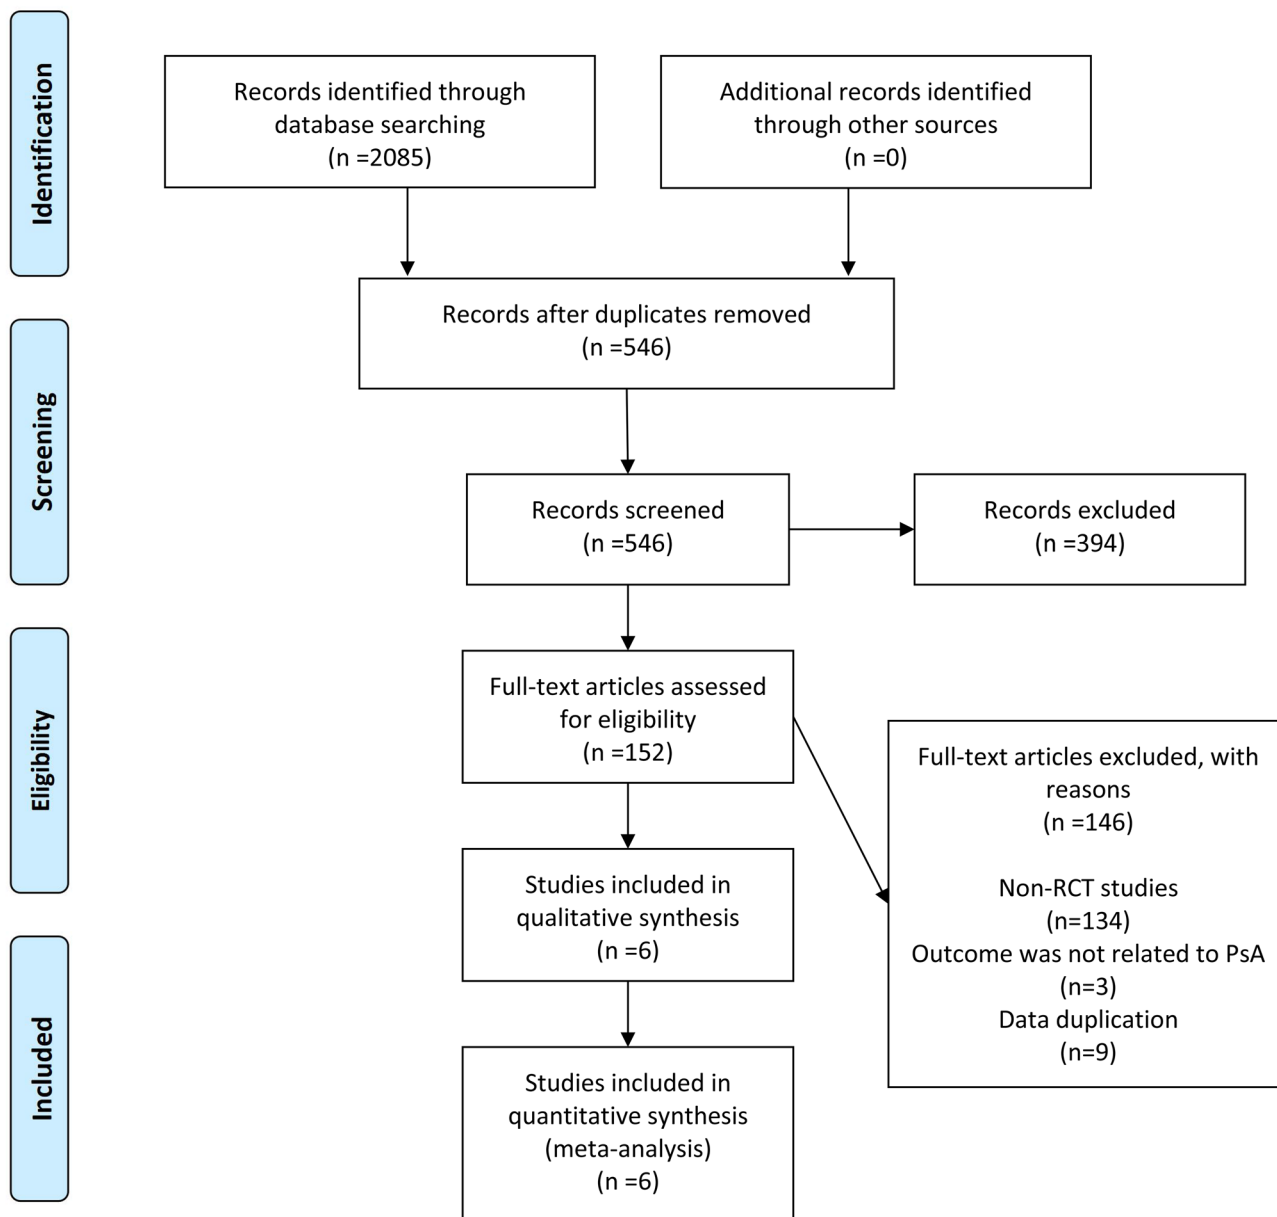 Identification
Records identified through
database searching
(n =2085)
Additional records identified
through other sources
(n =0)
Records after duplicates removed
(n =546)
Screening
Records screened
(n =546)
Records excluded
(n =394)
Eligibility
Full-text articles assessed
for eligibility
(n =152)
Full-text articles excluded, with
reasons
(n =146)
Non-RCT studies
(n=134)
Outcome was not related to PsA
(n=3)
Data duplication
(n=9)
Studies included in
qualitative synthesis
(n =6)
Included
Studies included in
quantitative synthesis
(meta-analysis)
(n =6)